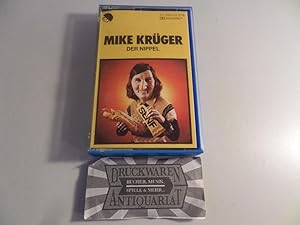 MIKE KRÜGER
DER NIPPEL
DRUCKWAREN
BÜCHER, MUSIK,
SPIELE & MEHR...
ANTIQUARIAT